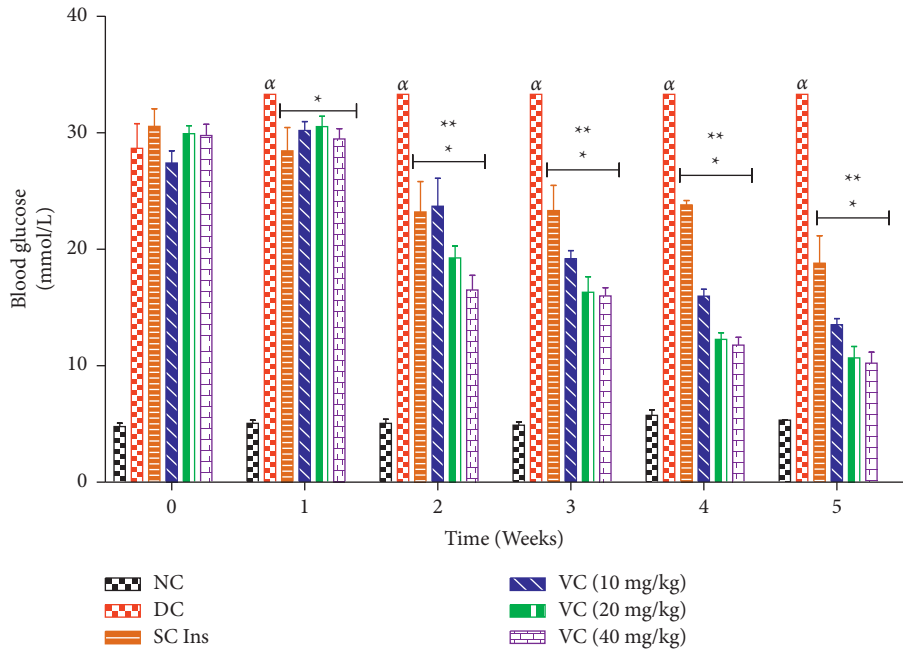 40
30
20
10
0
Blood glucose
(mmol/L)
α
*
α
**
*
α
**
*
α
**
*
α
**
*
0 1 2 3 4 5
Time (Weeks)
NC
DC
SC Ins
VC (10 mg/kg)
VC (20 mg/kg)
VC (40 mg/kg)